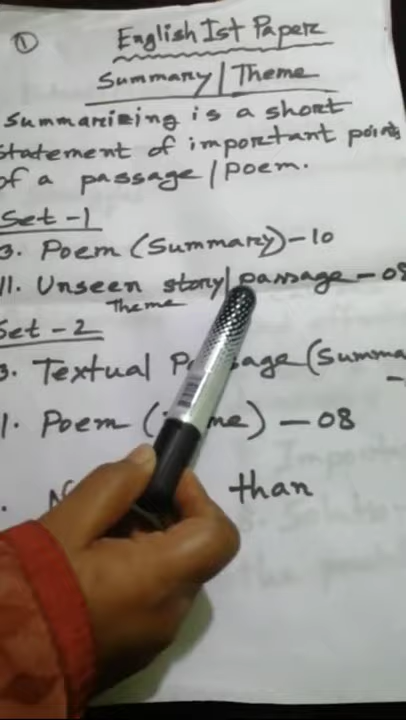 ①
English Ist Paper
Summary/Theme
Summarizing is a short
statement of important points
of a passage/poem.
Set-1
3. Poem (Summary)-10
11. Unseen story/passage-08
Theme
Set-2
3. Textual (Summa
1. Poem ( me) - 08
than